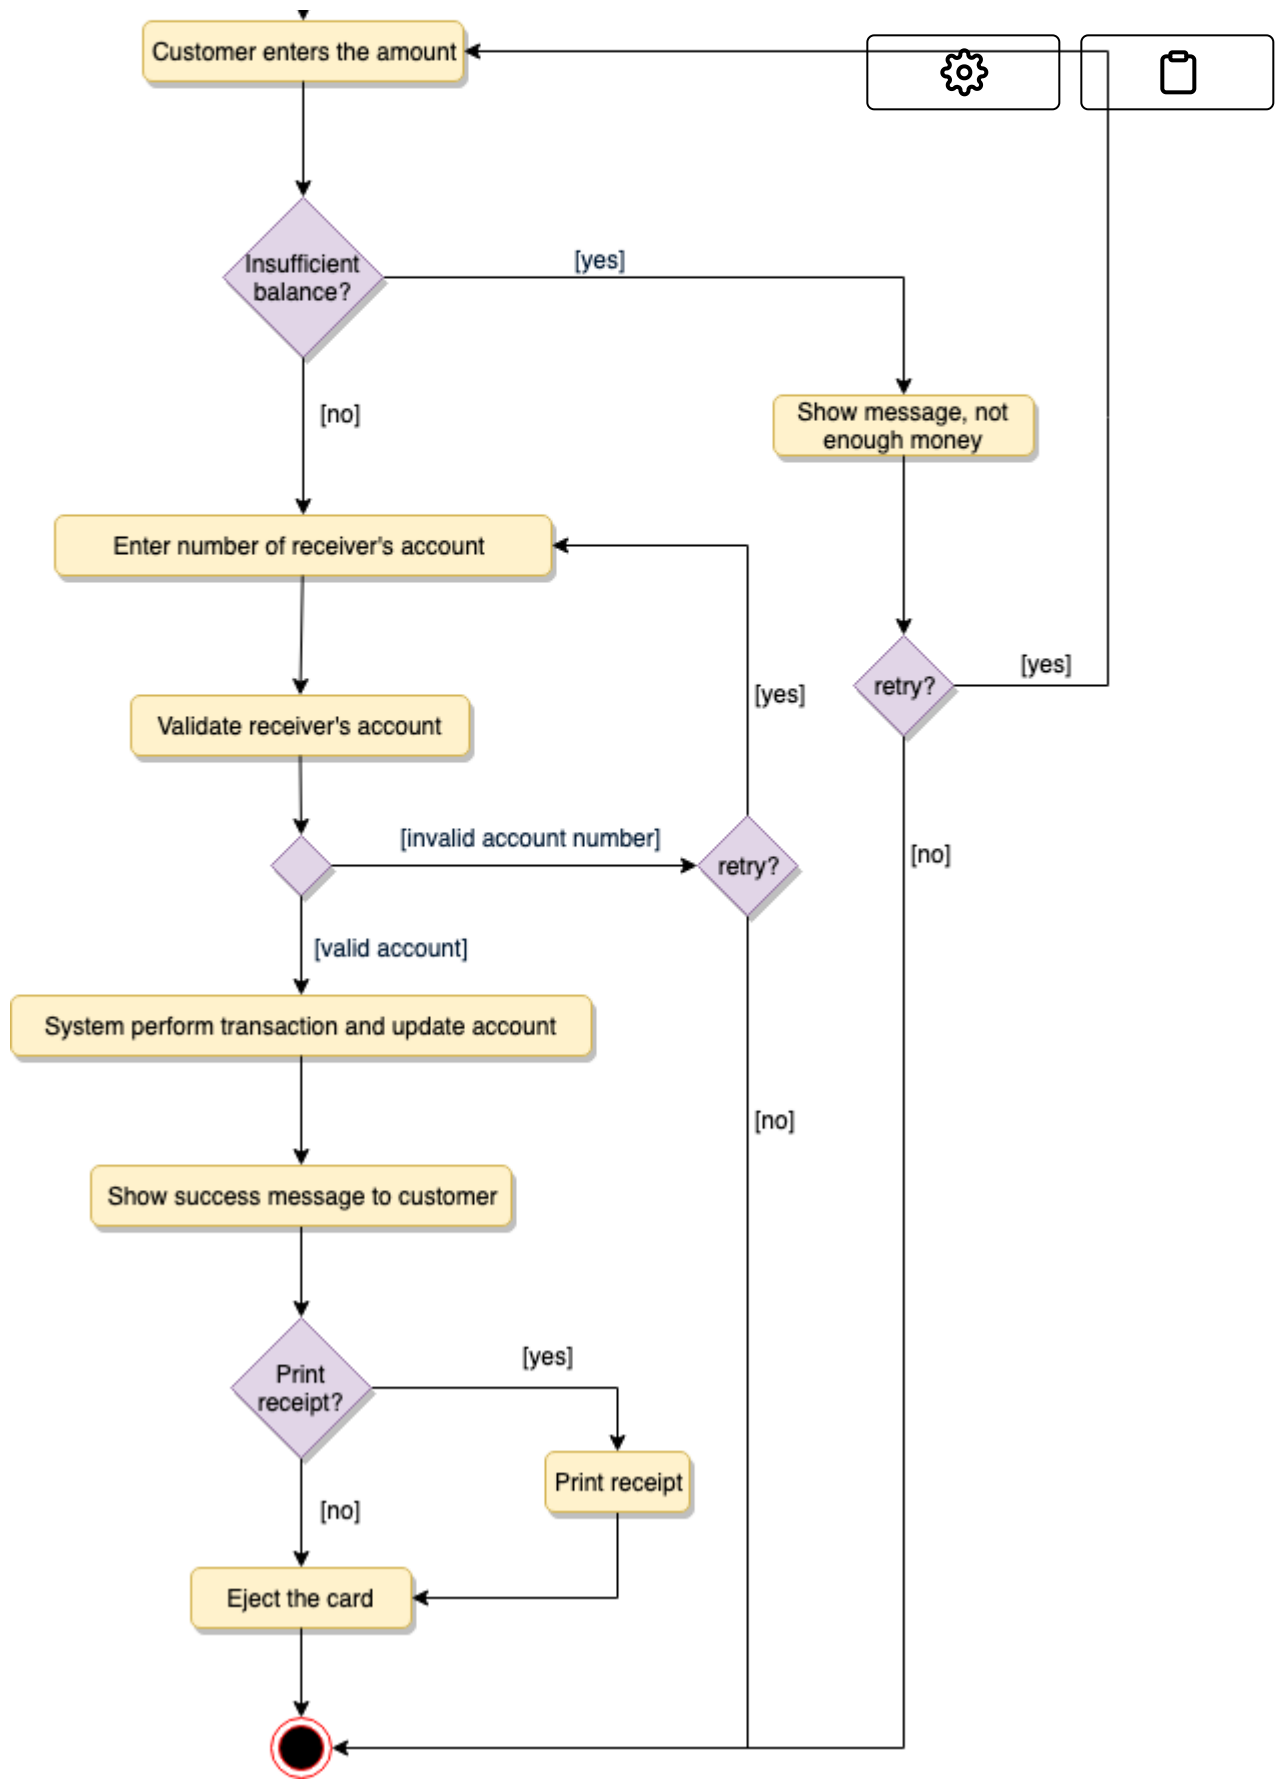 Customer enters the amount
Insufficient
balance?
[yes]
[no]
Show message, not
enough money
Enter number of receiver's account
retry?
[yes]
[yes]
Validate receiver's account
[invalid account number]
retry?
[no]
[valid account]
System perform transaction and update account
[no]
Show success message to customer
Print
receipt?
[yes]
Print receipt
[no]
Eject the card